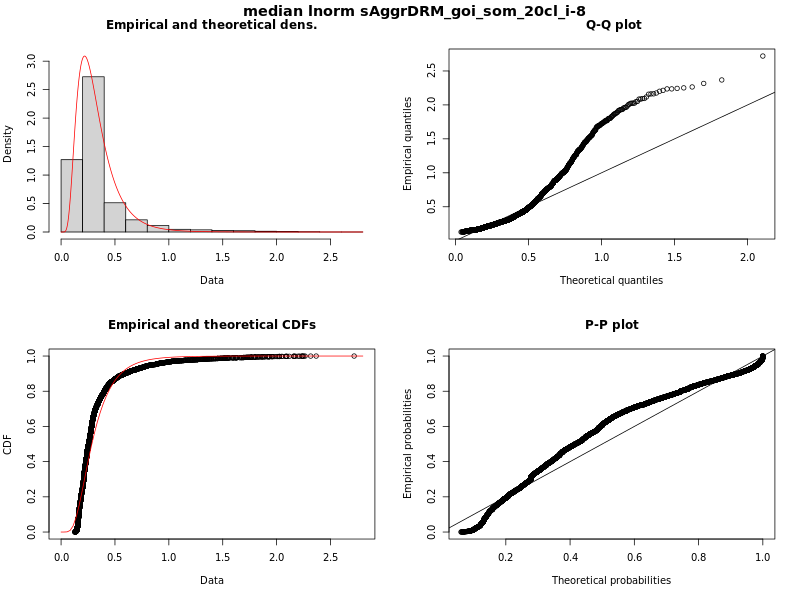 median lnorm sAggrDRM_goi_som_20cl_i-8
Empirical and theoretical dens.
Density
0.0 0.5 1.0 1.5 2.0 2.5 3.0
0.0 0.5 1.0 1.5 2.0 2.5
Data
Q-Q plot
Empirical quantiles
0.5 1.0 1.5 2.0 2.5
0.0 0.5 1.0 1.5 2.0
Theoretical quantiles
Empirical and theoretical CDFs
CDF
0.0 0.2 0.4 0.6 0.8 1.0
0.0 0.5 1.0 1.5 2.0 2.5
Data
P-P plot
Empirical probabilities
0.0 0.2 0.4 0.6 0.8 1.0
0.2 0.4 0.6 0.8 1.0
Theoretical probabilities